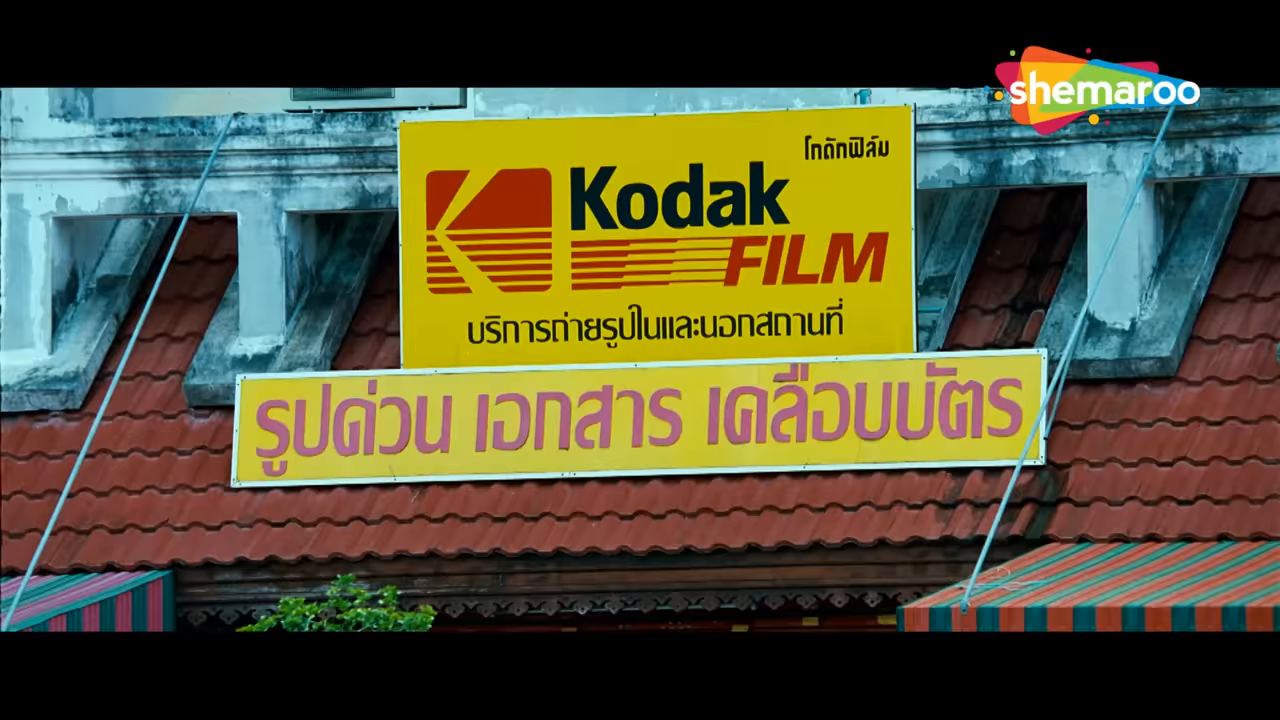 shemaroo
โกดักฟิล์ม
Kodak
FILM
บริการถ่ายรูปในและนอกสถานที่
รูปด่วน เอกสาร เคลือบบัตร